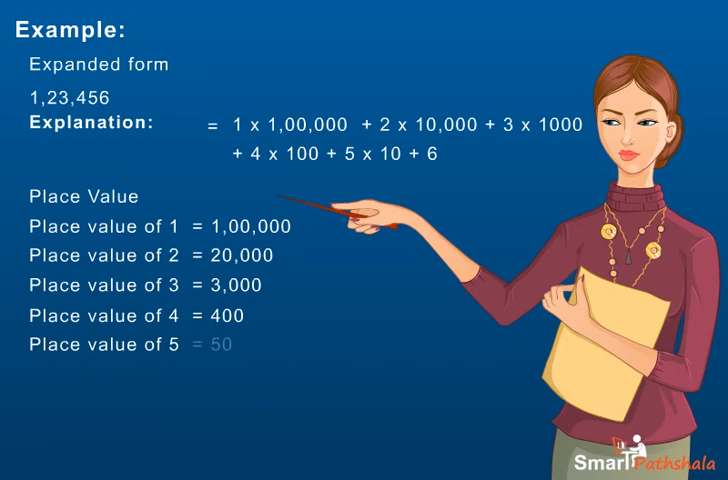 Example:
Expanded form
1,23,456
Explanation: = 1 x 1,00,000 + 2 x 10,000 + 3 x 1000
+ 4 x 100 + 5 x 10 + 6
Place Value
Place value of 1 = 1,00,000
Place value of 2 = 20,000
Place value of 3 = 3,000
Place value of 4 = 400
Place value of 5 = 50
Smart Pathshala